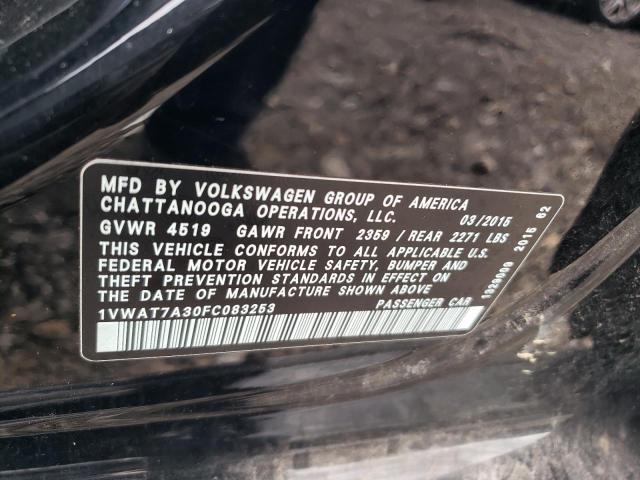 MFD BY VOLKSWAGEN GROUP OF AMERICA
CHATTANOOGA OPERATIONS, LLC. 03/2015
GVWR 4519 GAWR FRONT 2359 / REAR 2271 LBS
THIS VEHICLE CONFORMS TO ALL APPLICABLE U.S.
FEDERAL MOTOR VEHICLE SAFETY, BUMPER AND
THEFT PREVENTION STANDARDS IN EFFECT ON
THE DATE OF MANUFACTURE SHOWN ABOVE
1VWAT7A30FC083253 PASSENGER CAR
1329009 2015 62